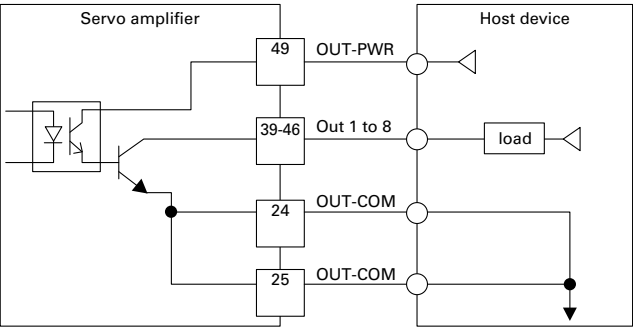 Servo amplifier
Host device
49 OUT-PWR
39-46 Out 1 to 8
load
24 OUT-COM
25 OUT-COM